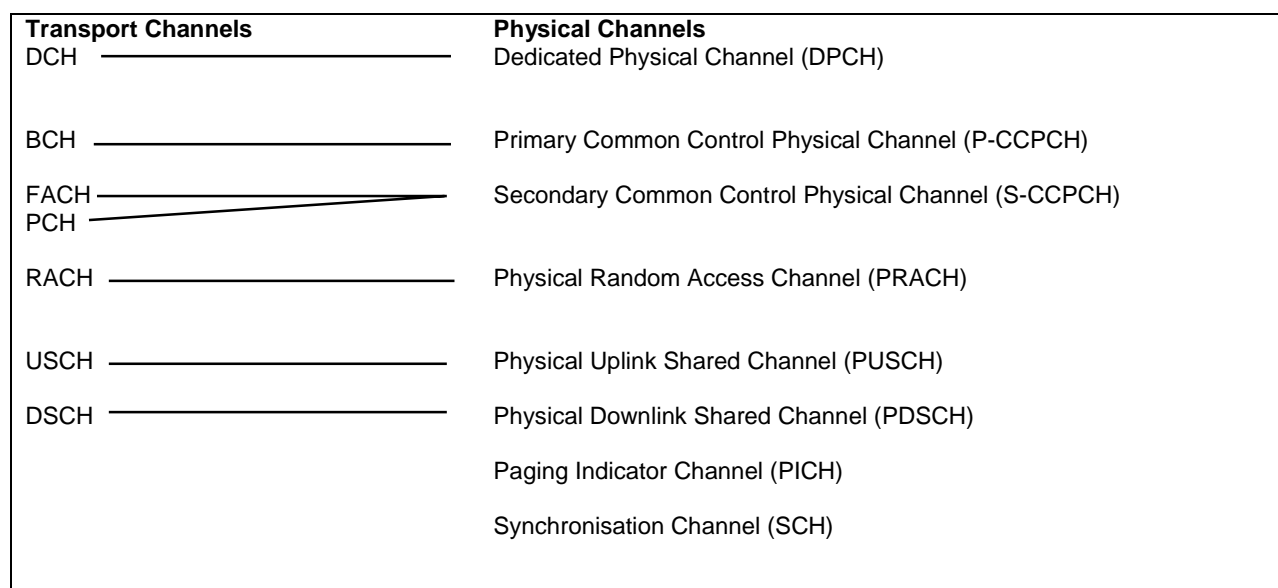 Transport Channels Physical Channels
DCH Dedicated Physical Channel (DPCH)
BCH Primary Common Control Physical Channel (P-CCPCH)
FACH Secondary Common Control Physical Channel (S-CCPCH)
PCH
RACH Physical Random Access Channel (PRACH)
USCH Physical Uplink Shared Channel (PUSCH)
DSCH Physical Downlink Shared Channel (PDSCH)
Paging Indicator Channel (PICH)
Synchronisation Channel (SCH)